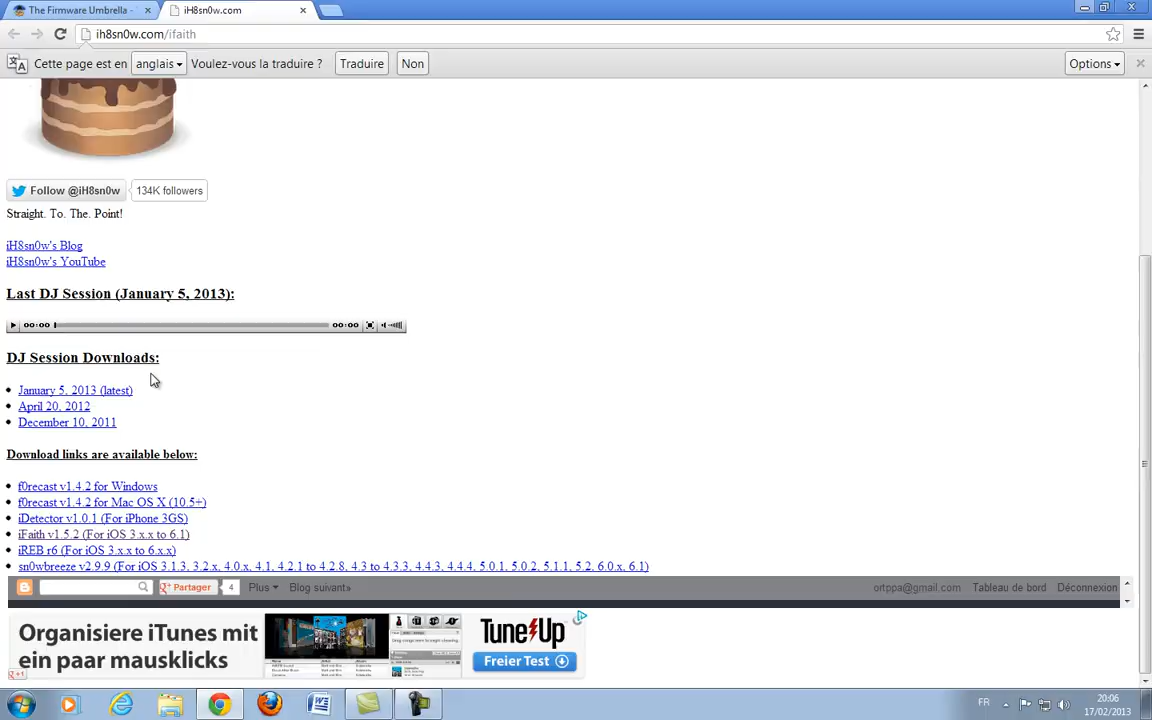 The Firmware Umbrella -
iH8sn0w.com
ih8sn0w.com/ifaith
Cette page est en anglais Voulez-vous la traduire ? Traduire Non Options
Follow @iH8sn0w 134K followers
Straight. To. The. Point!
iH8sn0w's Blog
iH8sn0w's YouTube
Last DJ Session (January 5, 2013):
00:00 00:00
DJ Session Downloads:
January 5. 2013 (latest)
April 20, 2012
December 10, 2011
Download links are available below:
f0recast v1.4.2 for Windows
f0recast v1.4.2 for Mac OS X (10.5+)
iDetector v1.0.1 (For iPhone 3GS)
iFaith v1.5.2 (For iOS 3.x.x to 6.1)
iREB r6 (For iOS 3.x.x to 6.x.x)
sn0wbreeze v2.9.9 (For iOS 3.1.3, 3.2.x, 4.0.x, 4.1, 4.2.1 to 4.2.8, 4.3 to 4.3.3, 4.4.3, 4.4.4, 5.0.1, 5.0.2, 5.1.1, 5.2, 6.0.x, 6.1)
g+ Partager 4 Plus Blog suivant» ortppa@gmail.com Tableau de bord Déconnexion
Organisiere iTunes mit
ein paar mausklicks
TuneUp
Freier Test
g +1
FR
20:06
17/02/2013